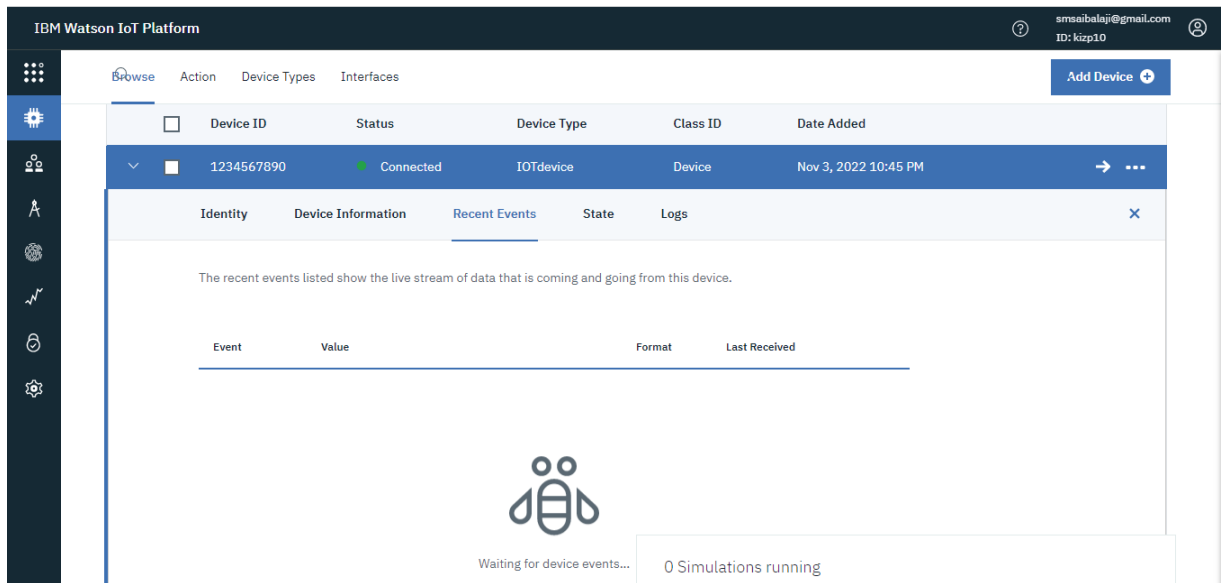 IBM Watson IoT Platform
smsaibalaji@gmail.com
ID: kizp10
Browse Action Device Types Interfaces Add Device
Device ID Status Device Type Class ID Date Added
1234567890 Connected IOTdevice Device Nov 3, 2022 10:45 PM
Identity Device Information Recent Events State Logs
The recent events listed show the live stream of data that is coming and going from this device.
Event Value Format Last Received
Waiting for device events...
0 Simulations running